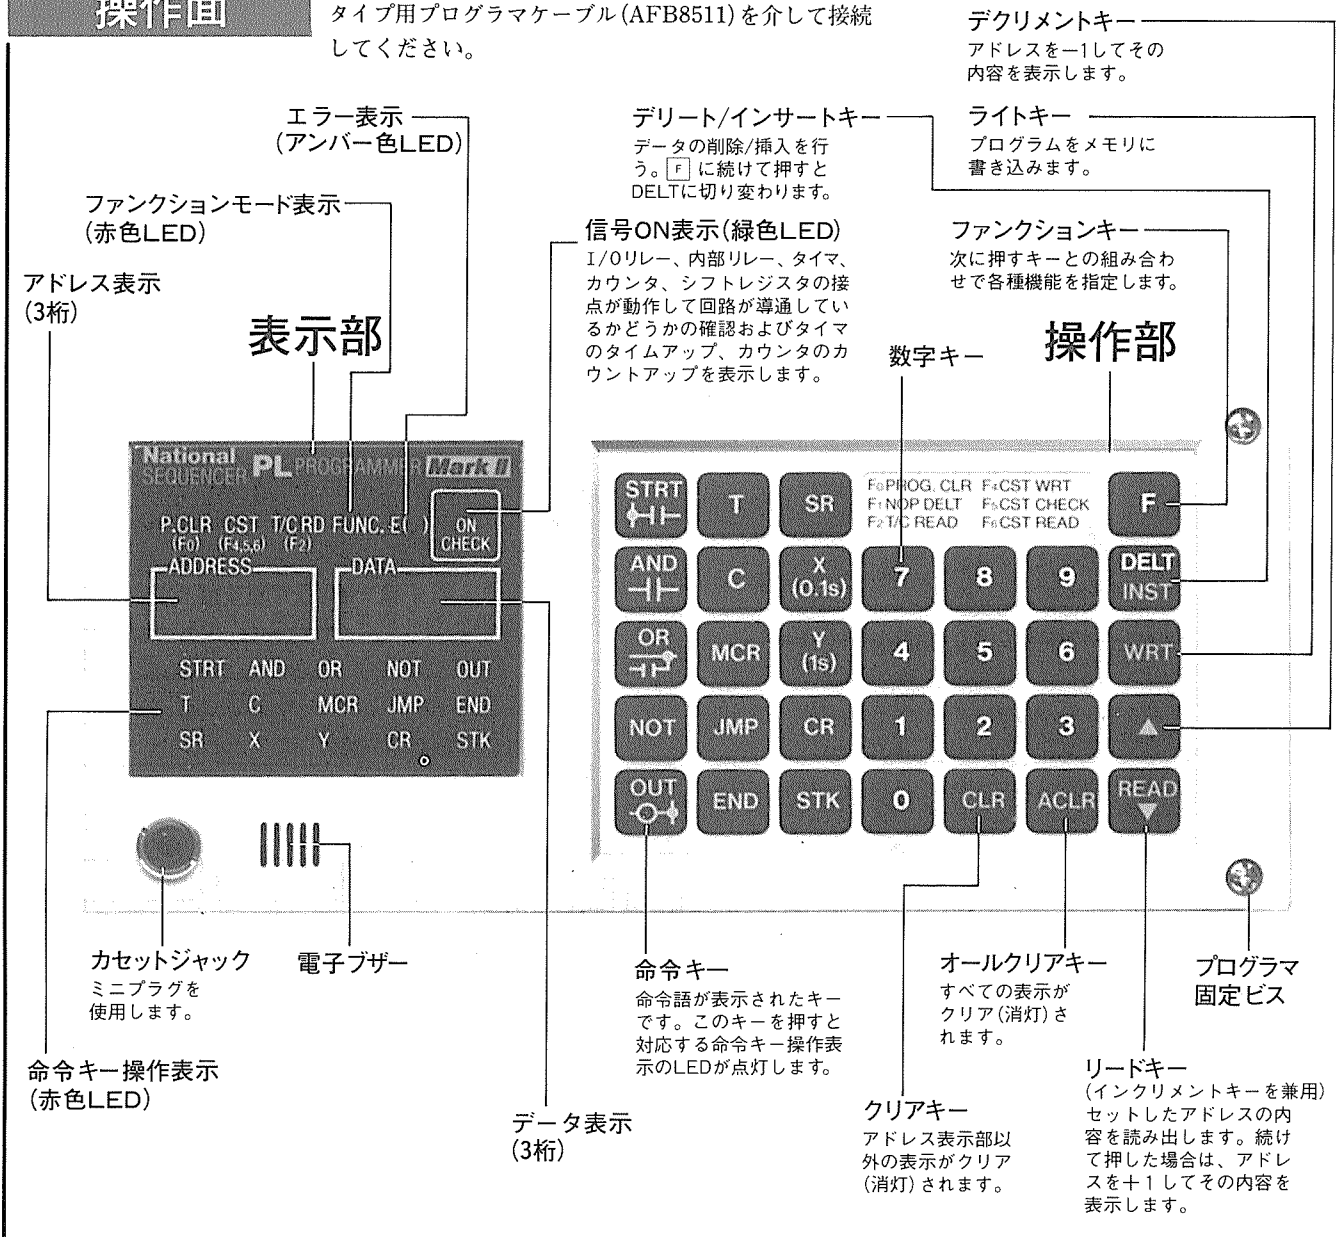 操作面
タイプ用プログラマケーブル(AFB8511)を介して接続
してください。
デクリメントキー
アドレスを−1してその
内容を表示します。
エラー表示
(アンバー色LED)
デリート/インサートキー
データの削除/挿入を行
う。F に続けて押すと
DELTに切り変わります。
ライトキー
プログラムをメモリに
書き込みます。
ファンクションモード表示
(赤色LED)
信号ON表示(緑色LED)
I/Oリレー、内部リレー、タイマ、
カウンタ、シフトレジスタの接
点が動作して回路が導通してい
るかどうかの確認およびタイマ
のタイムアップ、カウンタのカ
ウントアップを表示します。
ファンクションキー
次に押すキーとの組み合わ
せで各種機能を指定します。
アドレス表示
(3桁)
表示部
数字キー
操作部
National
SEQUENCER PL PROGRAMMER Mark II
P.CLR CST T/C RD FUNC. E( ) ON
(F0) (F4,5,6) (F2) CHECK
ADDRESS DATA
STRT AND OR NOT OUT
T C MCR JMP END
SR X Y CR STK
STRT T SR
F0 PROG. CLR F4 CST WRT
F1 NOP DELT F5 CST CHECK
F2 T/C READ F6 CST READ
F
AND C X (0.1s) 7 8 9 DELT INST
OR MCR Y (1s) 4 5 6 WRT
NOT JMP CR 1 2 3 ▲
OUT END STK 0 CLR ACLR READ ▼
カセットジャック
ミニプラグを
使用します。
電子ブザー
命令キー
命令語が表示されたキー
です。このキーを押すと
対応する命令キー操作表
示のLEDが点灯します。
オールクリアキー
すべての表示が
クリア(消灯)さ
れます。
プログラマ
固定ビス
命令キー操作表示
(赤色LED)
データ表示
(3桁)
クリアキー
アドレス表示部以
外の表示がクリア
(消灯)されます。
リードキー
(インクリメントキーを兼用)
セットしたアドレスの内
容を読み出します。続け
て押した場合は、アドレ
スを+1してその内容を
表示します。